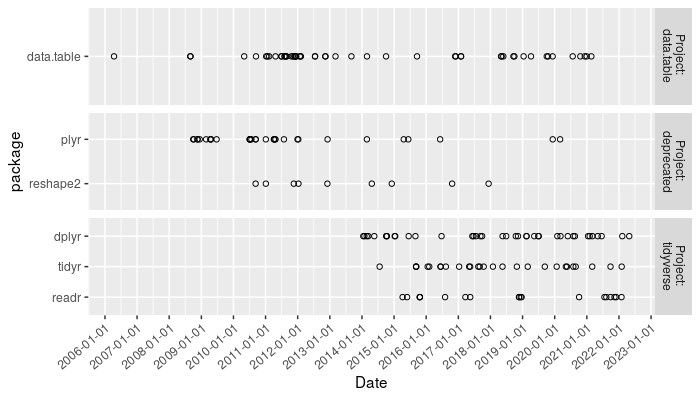 data.table
Project:
data.table
plyr
reshape2
Project:
deprecated
dplyr
tidyr
readr
Project:
tidyverse
package
2006-01-01
2007-01-01
2008-01-01
2009-01-01
2010-01-01
2011-01-01
2012-01-01
2013-01-01
2014-01-01
2015-01-01
2016-01-01
2017-01-01
2018-01-01
2019-01-01
2020-01-01
2021-01-01
2022-01-01
2023-01-01
Date